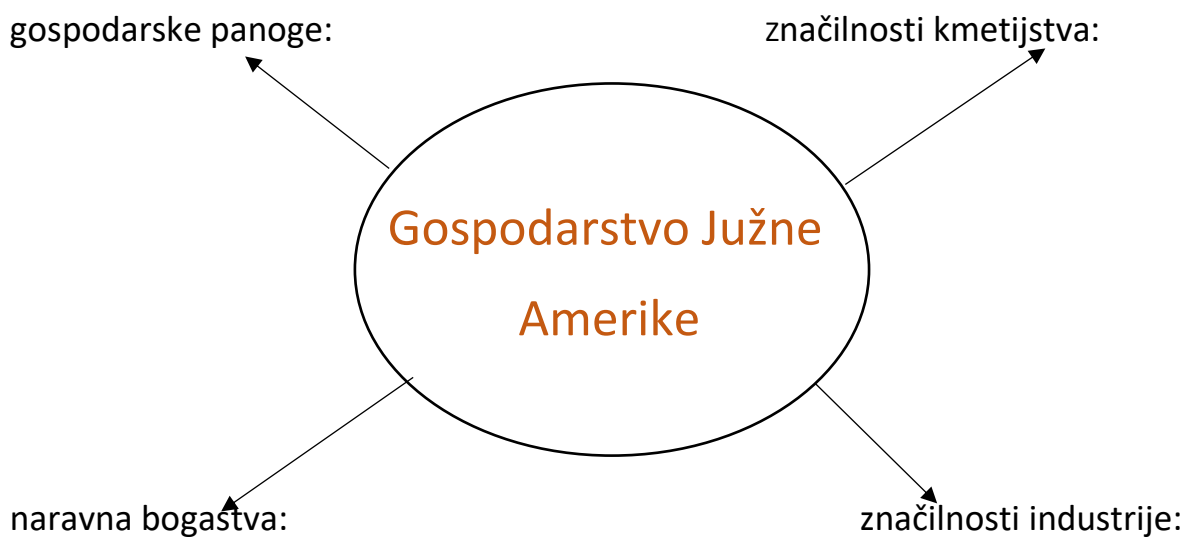 gospodarske panoge:
značilnosti kmetijstva:
Gospodarstvo Južne
Amerike
naravna bogastva:
značilnosti industrije: